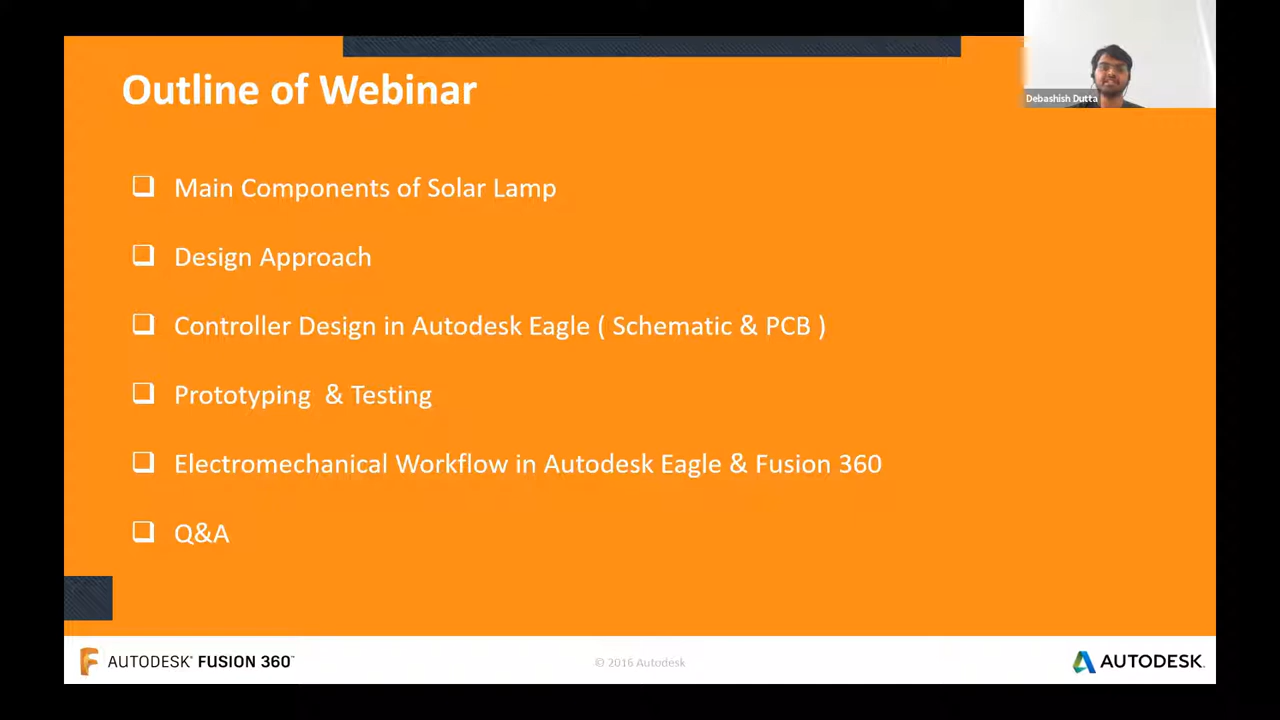 Outline of Webinar
Debashish Dutta
❑ Main Components of Solar Lamp
❑ Design Approach
❑ Controller Design in Autodesk Eagle ( Schematic & PCB )
❑ Prototyping & Testing
❑ Electromechanical Workflow in Autodesk Eagle & Fusion 360
❑ Q&A
AUTODESK® FUSION 360™
© 2016 Autodesk
AUTODESK.